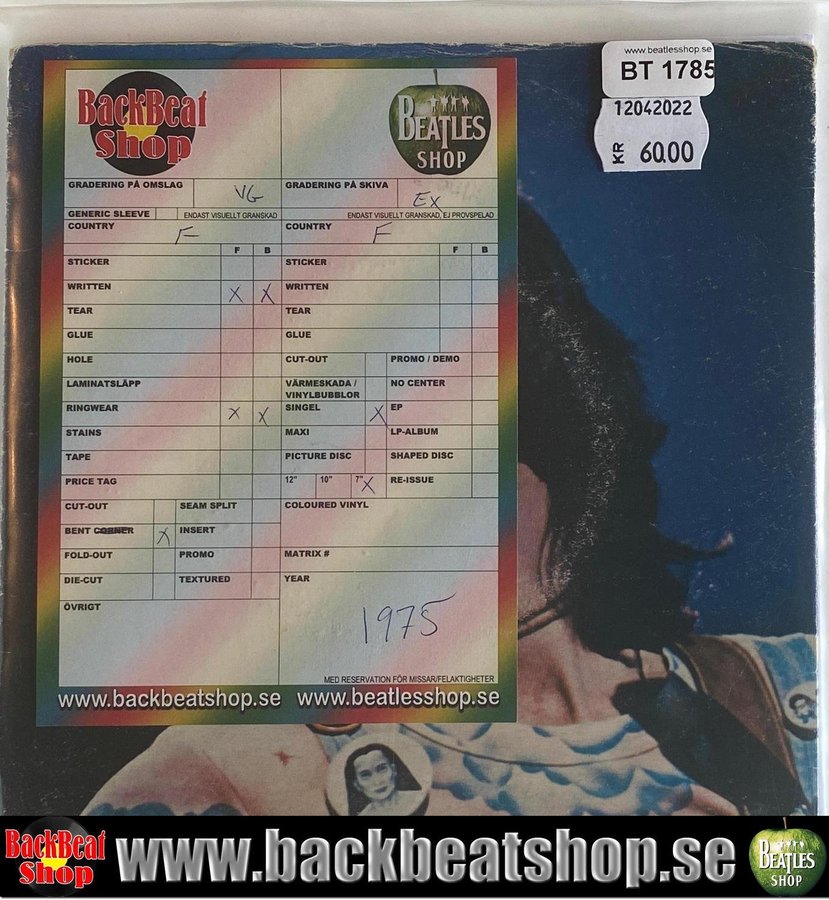 www.beatlesshop.se
BT 1785
12042022
KR 60.00
BackBeat Shop
BEATLES SHOP
GRADERING PÅ OMSLAG VG GRADERING PÅ SKIVA EX
GENERIC SLEEVE ENDAST VISUELLT GRANSKAD ENDAST VISUELLT GRANSKAD, EJ PROVSPELAD
COUNTRY F COUNTRY F
F B F B
STICKER STICKER
WRITTEN X X WRITTEN
TEAR TEAR
GLUE GLUE
HOLE CUT-OUT PROMO / DEMO
LAMINATSLÄPP VÄRMESKADA / VINYLBUBBLOR NO CENTER
RINGWEAR X X SINGEL X EP
STAINS MAXI LP-ALBUM
TAPE PICTURE DISC SHAPED DISC
PRICE TAG 12" 10" 7" X RE-ISSUE
CUT-OUT SEAM SPLIT COLOURED VINYL
BENT CORNER X INSERT
FOLD-OUT PROMO MATRIX #
DIE-CUT TEXTURED YEAR
ÖVRIGT 1975
MED RESERVATION FÖR MISSAR/FELAKTIGHETER
www.backbeatshop.se www.beatlesshop.se
BackBeat Shop www.backbeatshop.se BEATLES SHOP